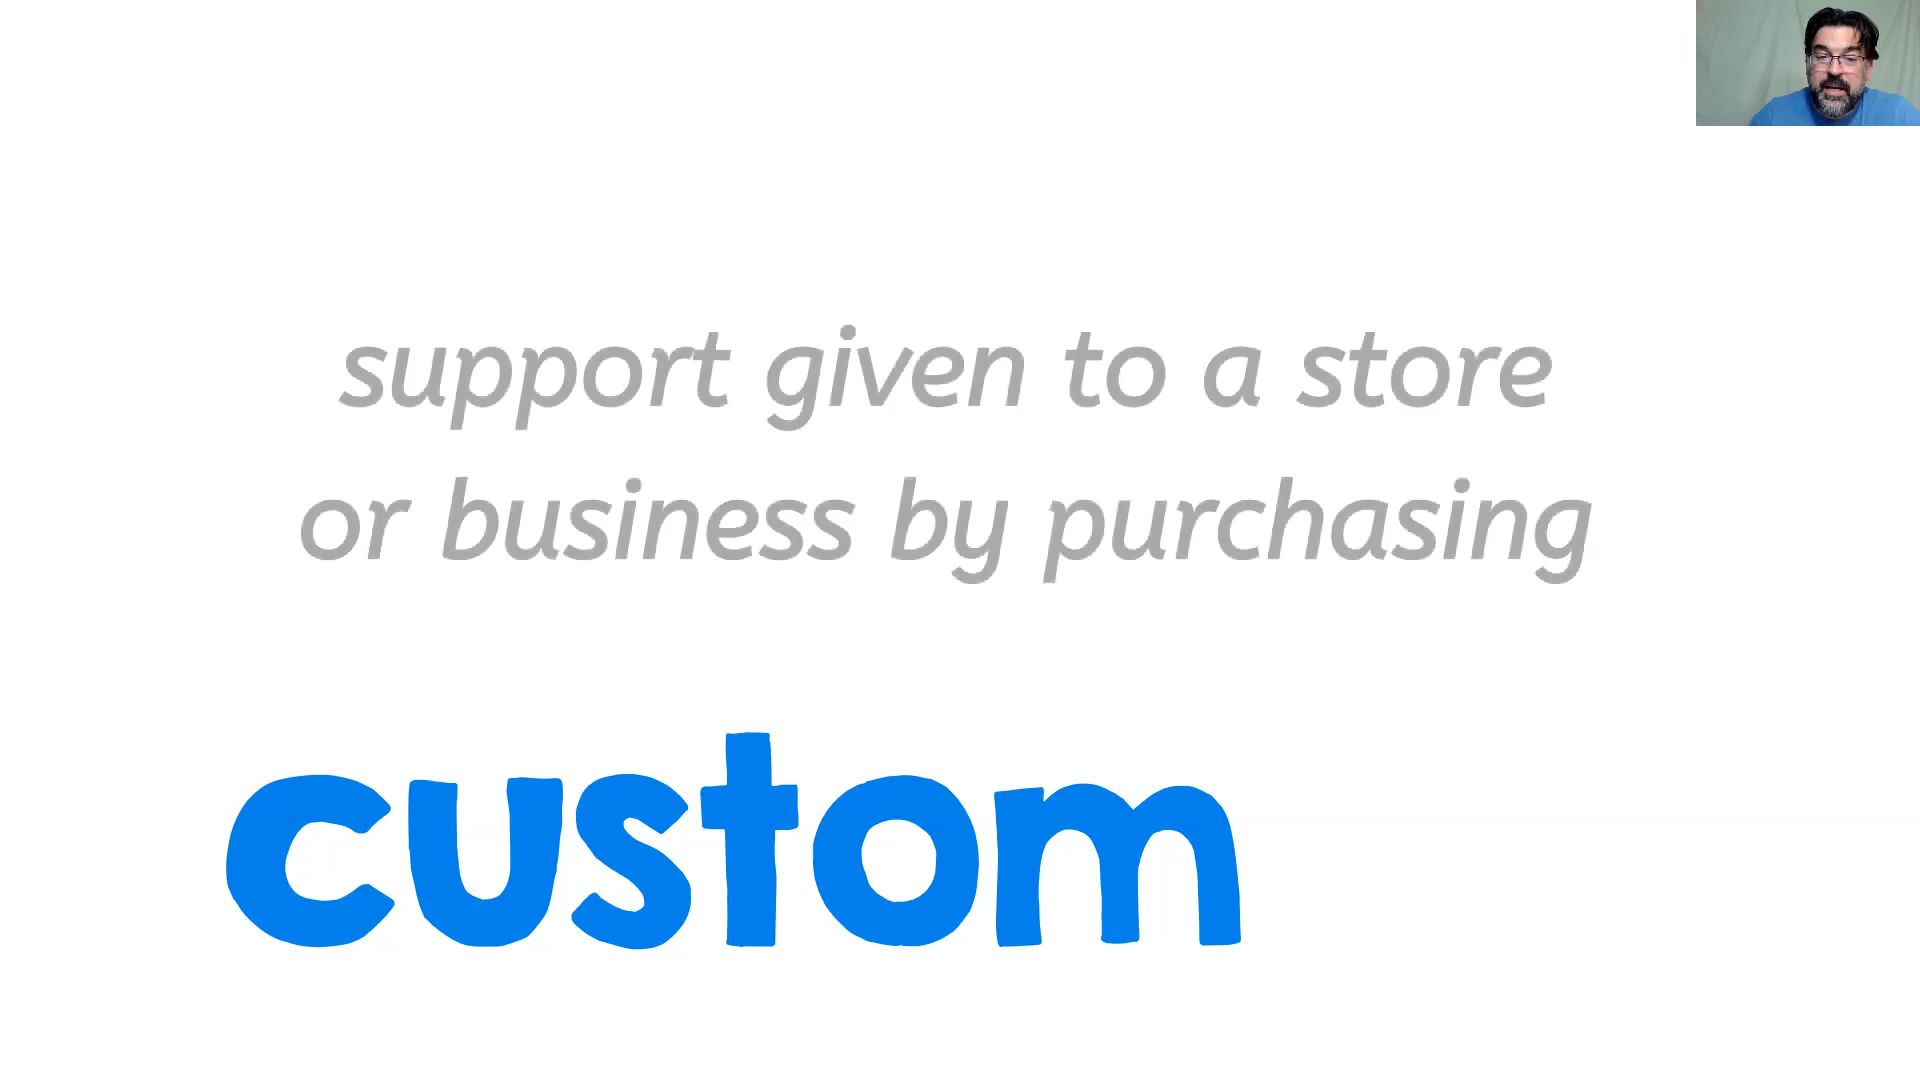 support given to a store
or business by purchasing
custom